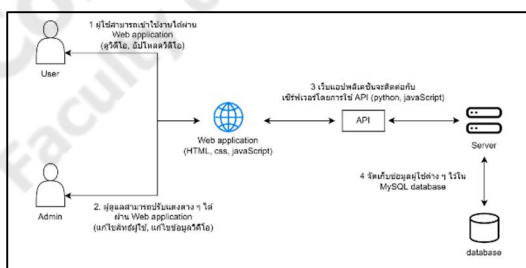 1 ผู้ใช้สามารถเข้าใช้งานได้ผ่าน
Web application
(ดูวิดีโอ, อัปโหลดวิดีโอ)
User
3 เว็บแอปพลิเคชันจะติดต่อกับ
เซิร์ฟเวอร์โดยการใช้ API (python, javaScript)
API
Server
Web application
(HTML, css, javaScript)
4 จัดเก็บข้อมูลผู้ใช้ต่าง ๆ ไว้ใน
MySQL database
Admin
2. ผู้ดูแลสามารถปรับแต่งต่าง ๆ ได้
ผ่าน Web application
(แก้ไขสิทธิ์ผู้ใช้, แก้ไขข้อมูลวิดีโอ)
database